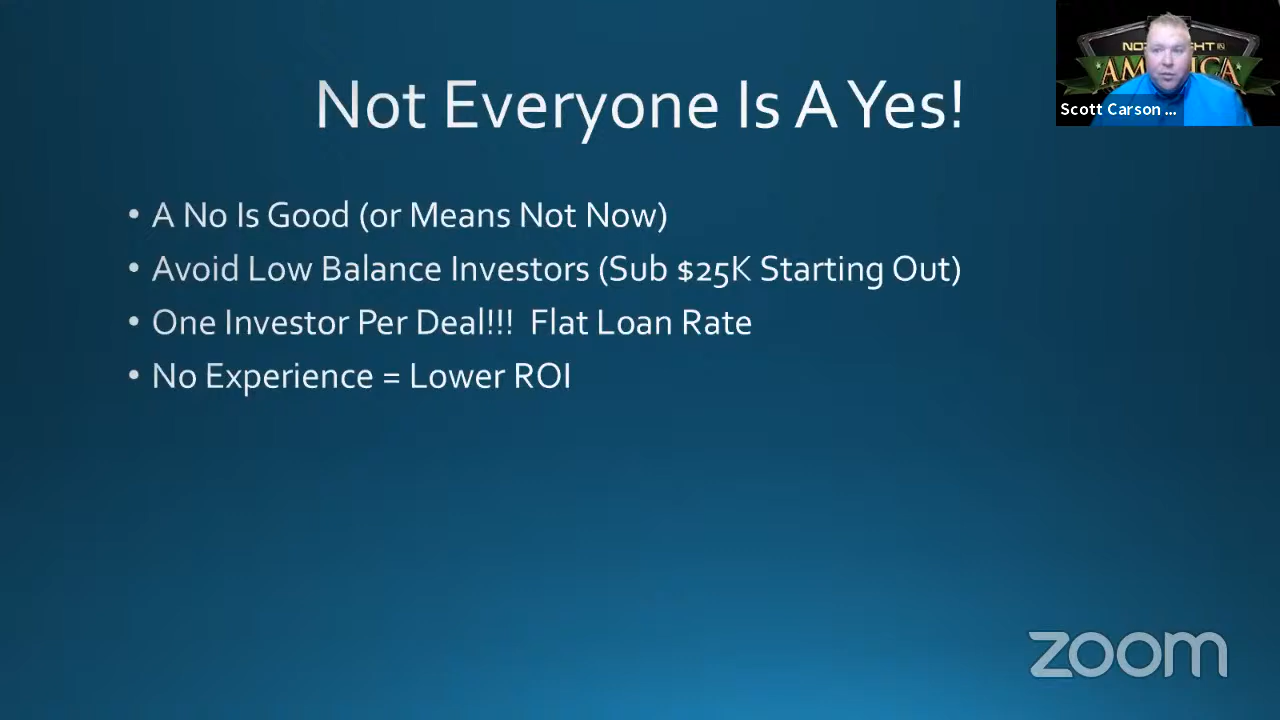 Not Everyone Is A Yes!
• A No Is Good (or Means Not Now)
• Avoid Low Balance Investors (Sub $25K Starting Out)
• One Investor Per Deal!!! Flat Loan Rate
• No Experience = Lower ROI
Scott Carson ...
zoom